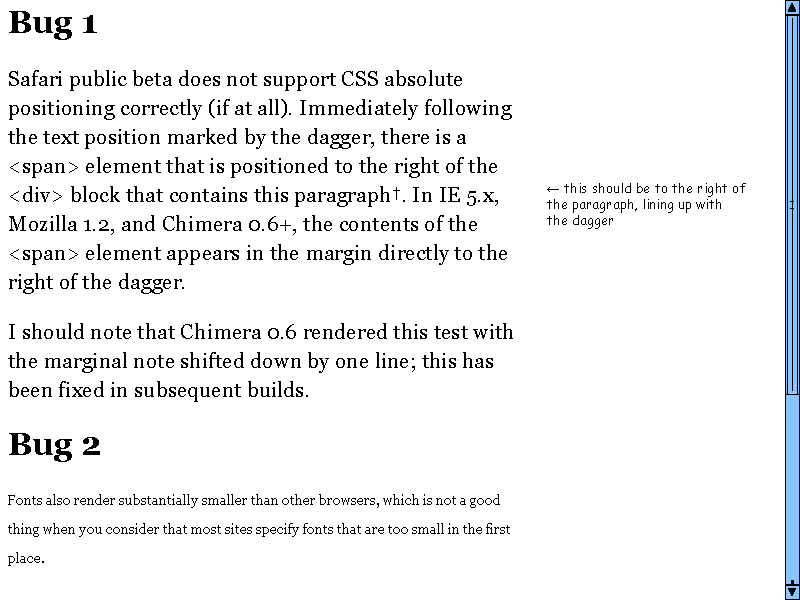 Bug 1
Safari public beta does not support CSS absolute
positioning correctly (if at all). Immediately following
the text position marked by the dagger, there is a
<span> element that is positioned to the right of the
<div> block that contains this paragraph†. In IE 5.x,
Mozilla 1.2, and Chimera 0.6+, the contents of the
<span> element appears in the margin directly to the
right of the dagger.
← this should be to the right of
the paragraph, lining up with
the dagger
I should note that Chimera 0.6 rendered this test with
the marginal note shifted down by one line; this has
been fixed in subsequent builds.
Bug 2
Fonts also render substantially smaller than other browsers, which is not a good
thing when you consider that most sites specify fonts that are too small in the first
place.